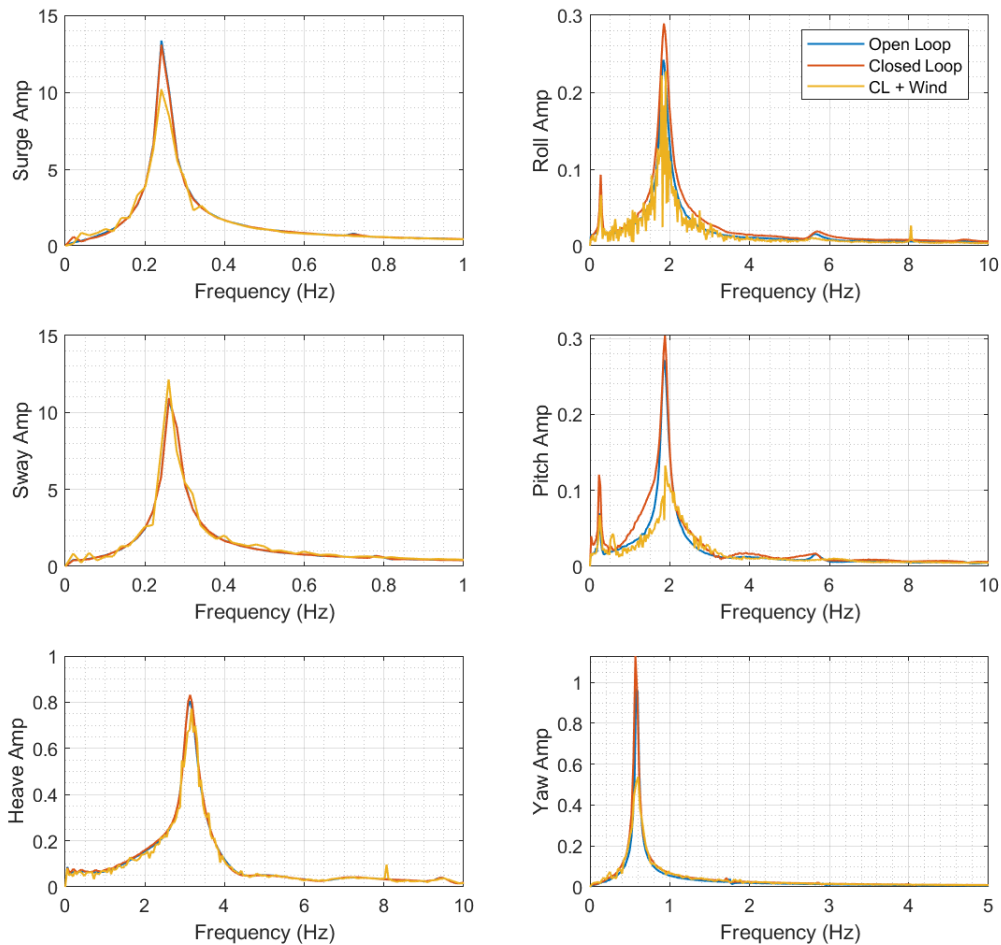 15
10
5
0
Surge Amp
0 0.2 0.4 0.6 0.8 1
Frequency (Hz)
0.3
0.2
0.1
0
Roll Amp
Open Loop
Closed Loop
CL + Wind
0 2 4 6 8 10
Frequency (Hz)
15
10
5
0
Sway Amp
0 0.2 0.4 0.6 0.8 1
Frequency (Hz)
0.3
0.2
0.1
0
Pitch Amp
0 2 4 6 8 10
Frequency (Hz)
1
0.8
0.6
0.4
0.2
0
Heave Amp
0 2 4 6 8 10
Frequency (Hz)
1
0.8
0.6
0.4
0.2
0
Yaw Amp
0 1 2 3 4 5
Frequency (Hz)